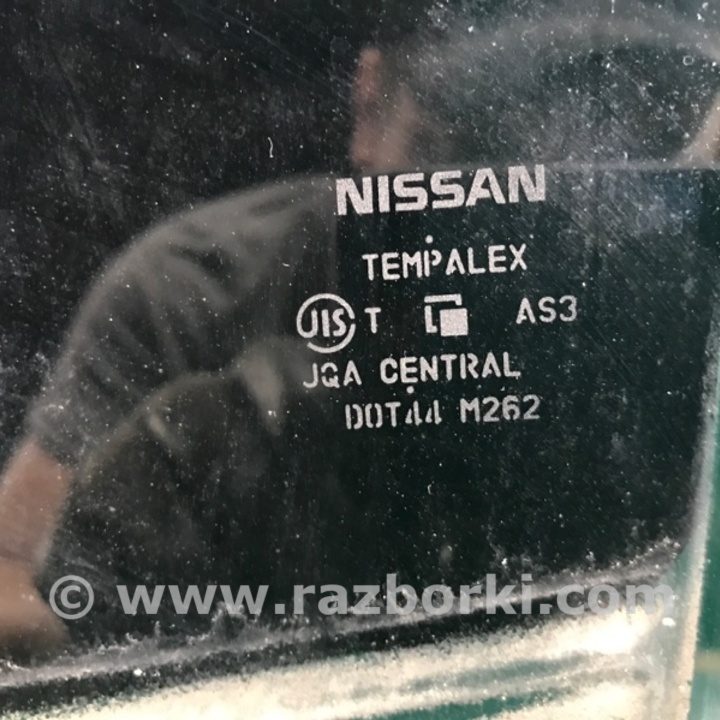 NISSAN
TEMPALEX
JIS T AS3
JQA CENTRAL
DOT44 M262
© www.razborki.com